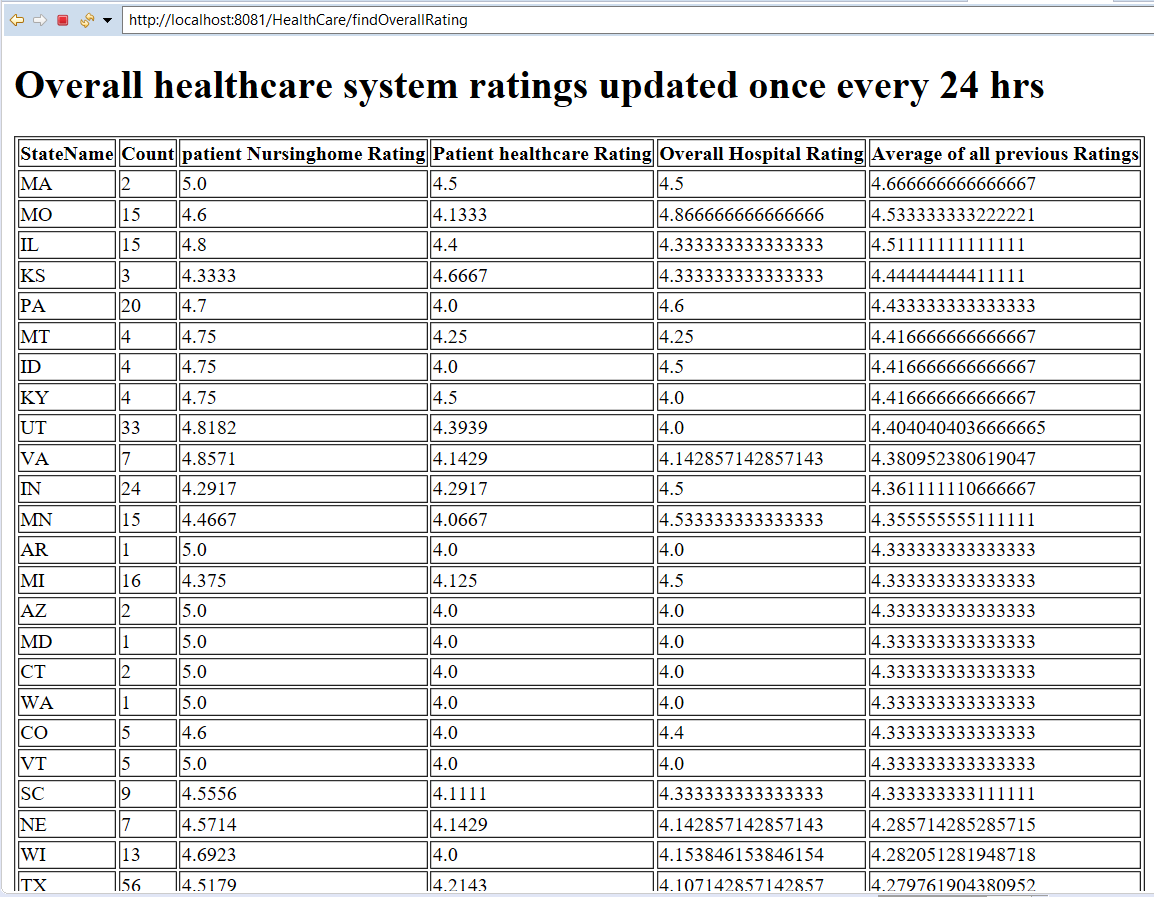 http://localhost:8081/HealthCare/findOverallRating
Overall healthcare system ratings updated once every 24 hrs
StateName Count patient Nursinghome Rating Patient healthcare Rating Overall Hospital Rating Average of all previous Ratings
MA 2 5.0 4.5 4.5 4.666666666666667
MO 15 4.6 4.1333 4.866666666666666 4.533333333222221
IL 15 4.8 4.4 4.333333333333333 4.51111111111111
KS 3 4.3333 4.6667 4.333333333333333 4.44444444411111
PA 20 4.7 4.0 4.6 4.433333333333333
MT 4 4.75 4.25 4.25 4.416666666666667
ID 4 4.75 4.0 4.5 4.416666666666667
KY 4 4.75 4.5 4.0 4.416666666666667
UT 33 4.8182 4.3939 4.0 4.4040404036666665
VA 7 4.8571 4.1429 4.142857142857143 4.380952380619047
IN 24 4.2917 4.2917 4.5 4.361111110666667
MN 15 4.4667 4.0667 4.533333333333333 4.355555555111111
AR 1 5.0 4.0 4.0 4.333333333333333
MI 16 4.375 4.125 4.5 4.333333333333333
AZ 2 5.0 4.0 4.0 4.333333333333333
MD 1 5.0 4.0 4.0 4.333333333333333
CT 2 5.0 4.0 4.0 4.333333333333333
WA 1 5.0 4.0 4.0 4.333333333333333
CO 5 4.6 4.0 4.4 4.333333333333333
VT 5 5.0 4.0 4.0 4.333333333333333
SC 9 4.5556 4.1111 4.333333333333333 4.333333333111111
NE 7 4.5714 4.1429 4.142857142857143 4.285714285285715
WI 13 4.6923 4.0 4.153846153846154 4.282051281948718
TX 56 4.5179 4.2143 4.107142857142857 4.279761904380952